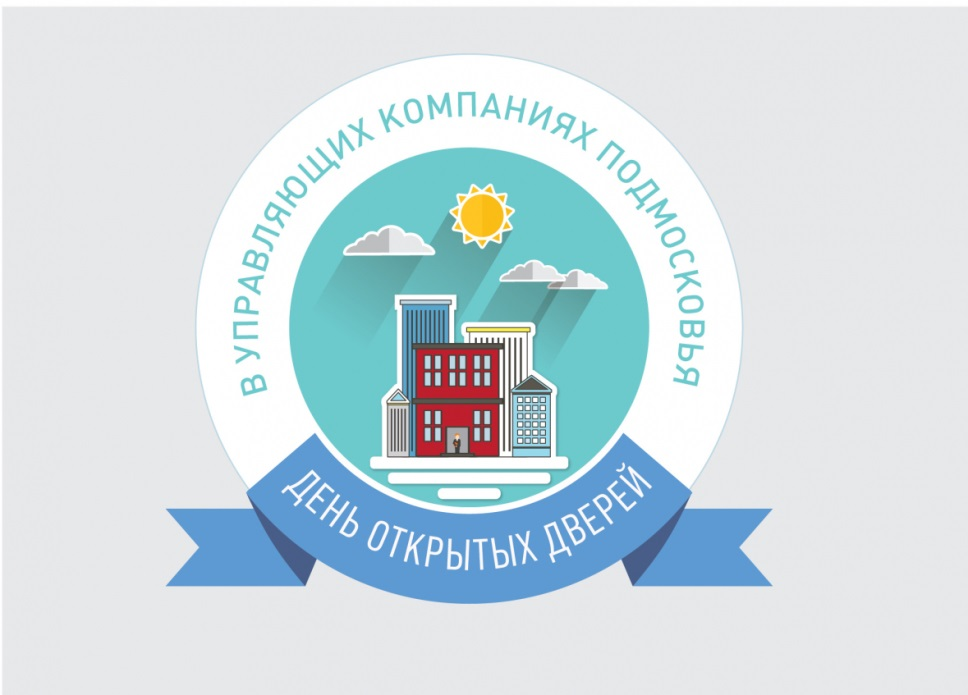 В УПРАВЛЯЮЩИХ КОМПАНИЯХ ПОДМОСКОВЬЯ
ДЕНЬ ОТКРЫТЫХ ДВЕРЕЙ